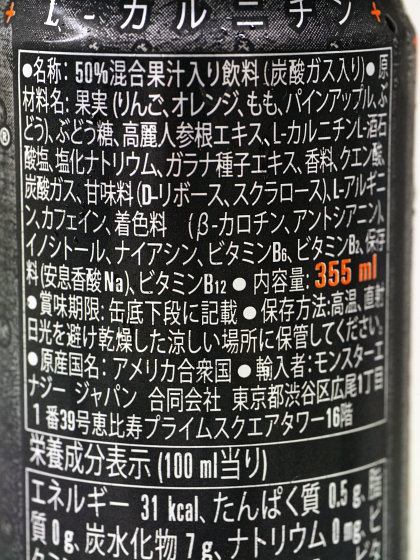 L-カルニチン
●名称: 50%混合果汁入り飲料(炭酸ガス入り)●原
材料名: 果実(りんご、オレンジ、もも、パインアップル、ぶ
どう)、ぶどう糖、高麗人参根エキス、L-カルニチンL-酒石
酸塩、塩化ナトリウム、ガラナ種子エキス、香料、クエン酸、
炭酸ガス、甘味料(D-リボース、スクラロース)、L-アルギニ
ン、カフェイン、着色料 (β-カロチン、アントシアニン)、
イノシトール、ナイアシン、ビタミンB6、ビタミンB2、保存
料(安息香酸Na)、ビタミンB12 ● 内容量: 355 ml
●賞味期限: 缶底下段に記載 ● 保存方法:高温、直射
日光を避け乾燥した涼しい場所に保管してください。
● 原産国名: アメリカ合衆国 ● 輸入者: モンスターエ
ナジー ジャパン 合同会社 東京都渋谷区広尾1丁目
1番39号恵比寿プライムスクエアタワー16階
栄養成分表示 (100 ml当り)
エネルギー 31 kcal、たんぱく質 0.5 g、脂
質 0 g、炭水化物 7 g、ナトリウム 0 mg、ビ